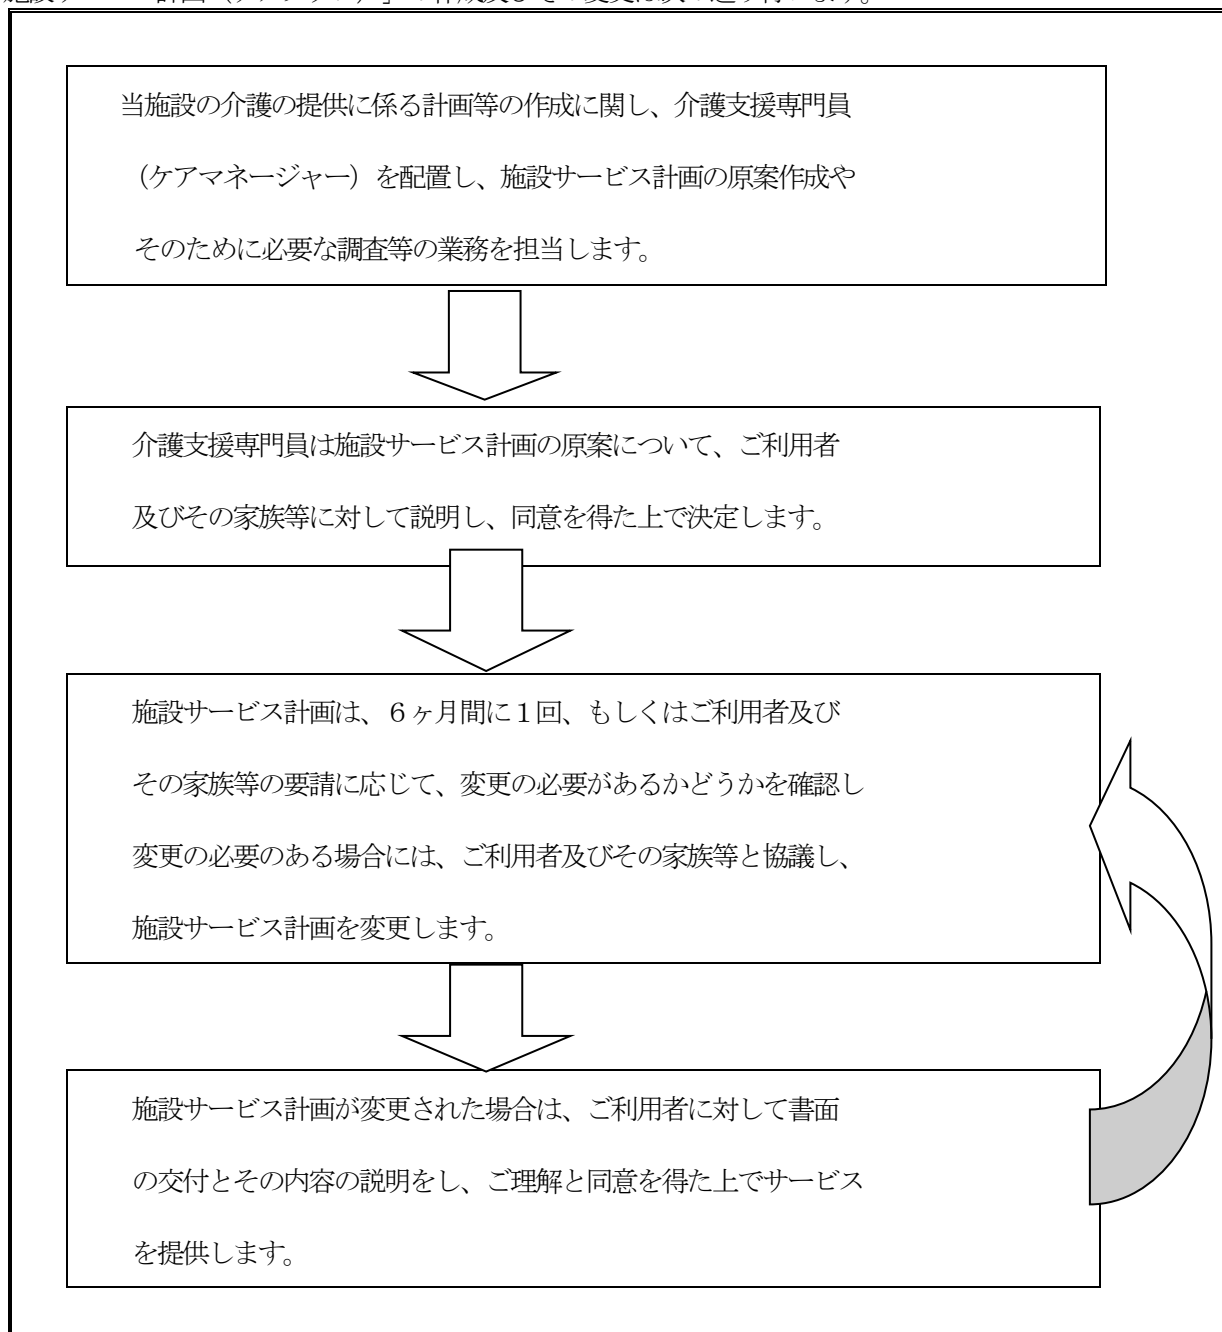 当施設の介護の提供に係る計画等の作成に関し、介護支援専門員
（ケアマネージャー）を配置し、施設サービス計画の原案作成や
そのために必要な調査等の業務を担当します。
介護支援専門員は施設サービス計画の原案について、ご利用者
及びその家族等に対して説明し、同意を得た上で決定します。
施設サービス計画は、６ヶ月間に１回、もしくはご利用者及び
その家族等の要請に応じて、変更の必要があるかどうかを確認し
変更の必要のある場合には、ご利用者及びその家族等と協議し、
施設サービス計画を変更します。
施設サービス計画が変更された場合は、ご利用者に対して書面
の交付とその内容の説明をし、ご理解と同意を得た上でサービス
を提供します。